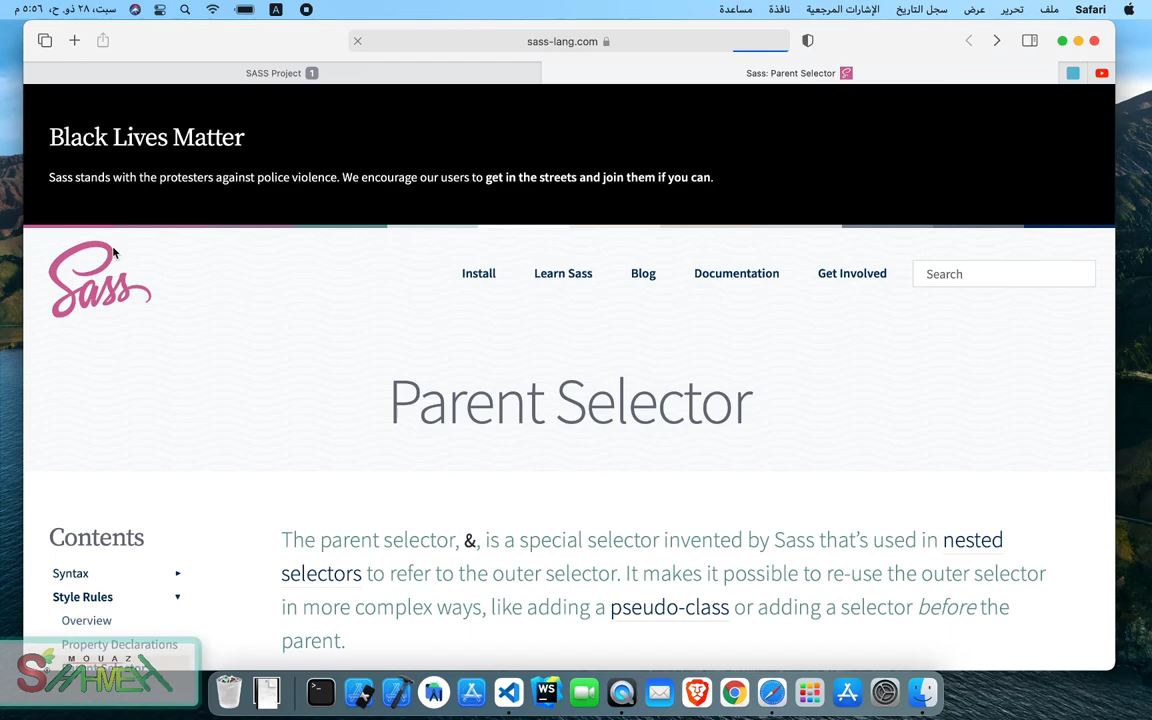 Safari ملف تحرير عرض سجل التاريخ الإشارات المرجعية نافذة مساعدة
A سبت، ٢٨ ذو. ح، ٥:٥٦ م
sass-lang.com
SASS Project 1
Sass: Parent Selector
Black Lives Matter
Sass stands with the protesters against police violence. We encourage our users to get in the streets and join them if you can.
Sass
Install Learn Sass Blog Documentation Get Involved Search
Parent Selector
Contents
Syntax
Style Rules
Overview
Property Declarations
The parent selector, &, is a special selector invented by Sass that’s used in nested
selectors to refer to the outer selector. It makes it possible to re-use the outer selector
in more complex ways, like adding a pseudo-class or adding a selector before the
parent.
MOUAZ
WS